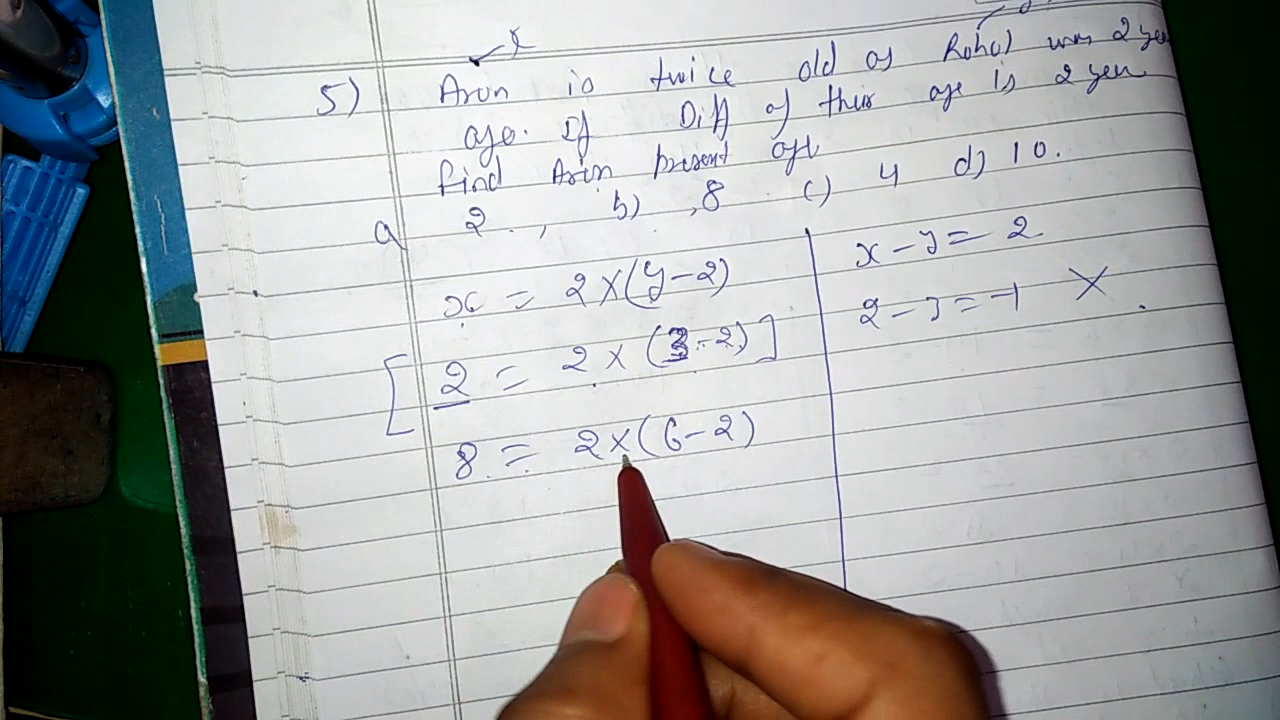 x
5) Arun is twice old as Rahul was 2 yea
ago. If Diff of their age is 2 year
find Arun present age
a 2 , b) 8 c) 4 d) 10.
x = 2×(y-2)
[2 = 2×(3-2)]
8 = 2×(6-2)
x-y=2
2-3=-1 ×